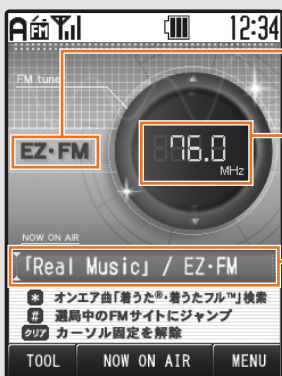 A FM 12:34
FM tune
EZ・FM
76.0
MHz
NOW ON AIR
「Real Music」 / EZ・FM
* オンエア曲「着うた®・着うたフル™」検索
# 選局中のFMサイトにジャンプ
クリア カーソル固定を解除
TOOL NOW ON AIR MENU